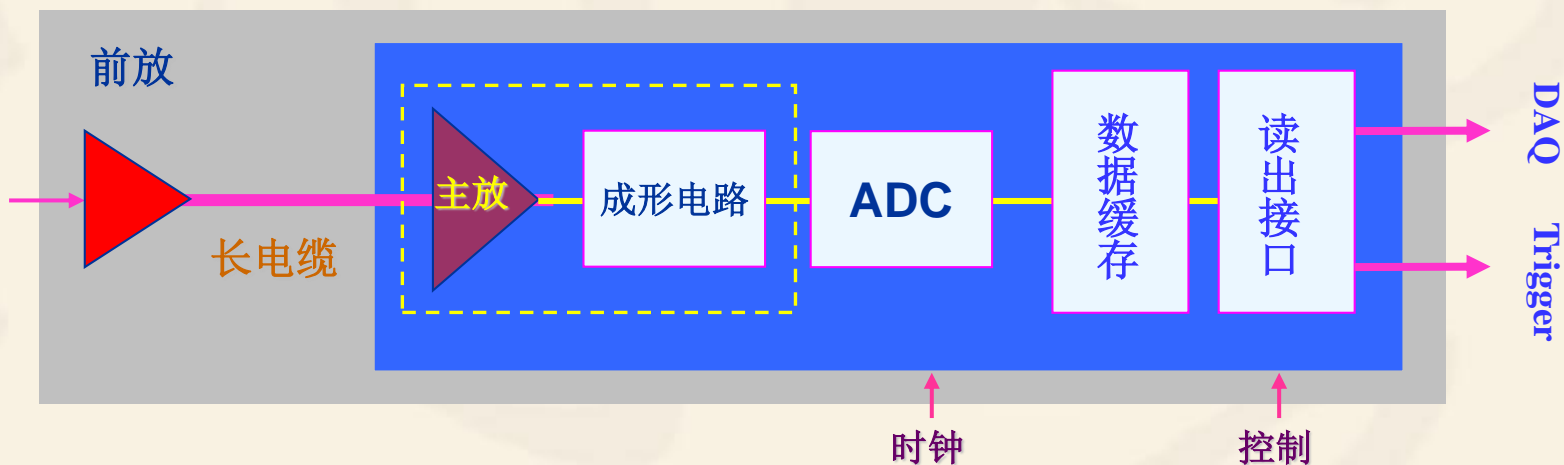 前放
长电缆
主放
成形电路
ADC
数据缓存
读出接口
DAQ
Trigger
时钟
控制